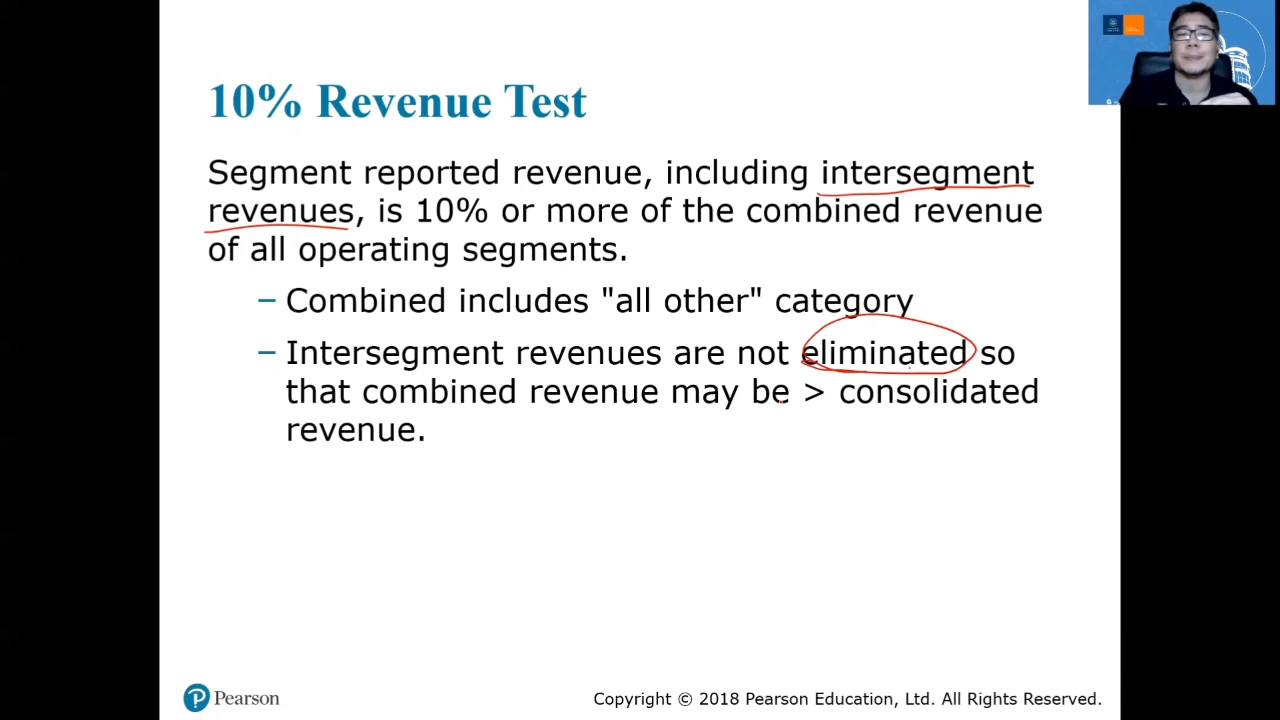 10% Revenue Test
Segment reported revenue, including intersegment
revenues, is 10% or more of the combined revenue
of all operating segments.
– Combined includes "all other" category
– Intersegment revenues are not eliminated so
that combined revenue may be > consolidated
revenue.
P Pearson
Copyright © 2018 Pearson Education, Ltd. All Rights Reserved.